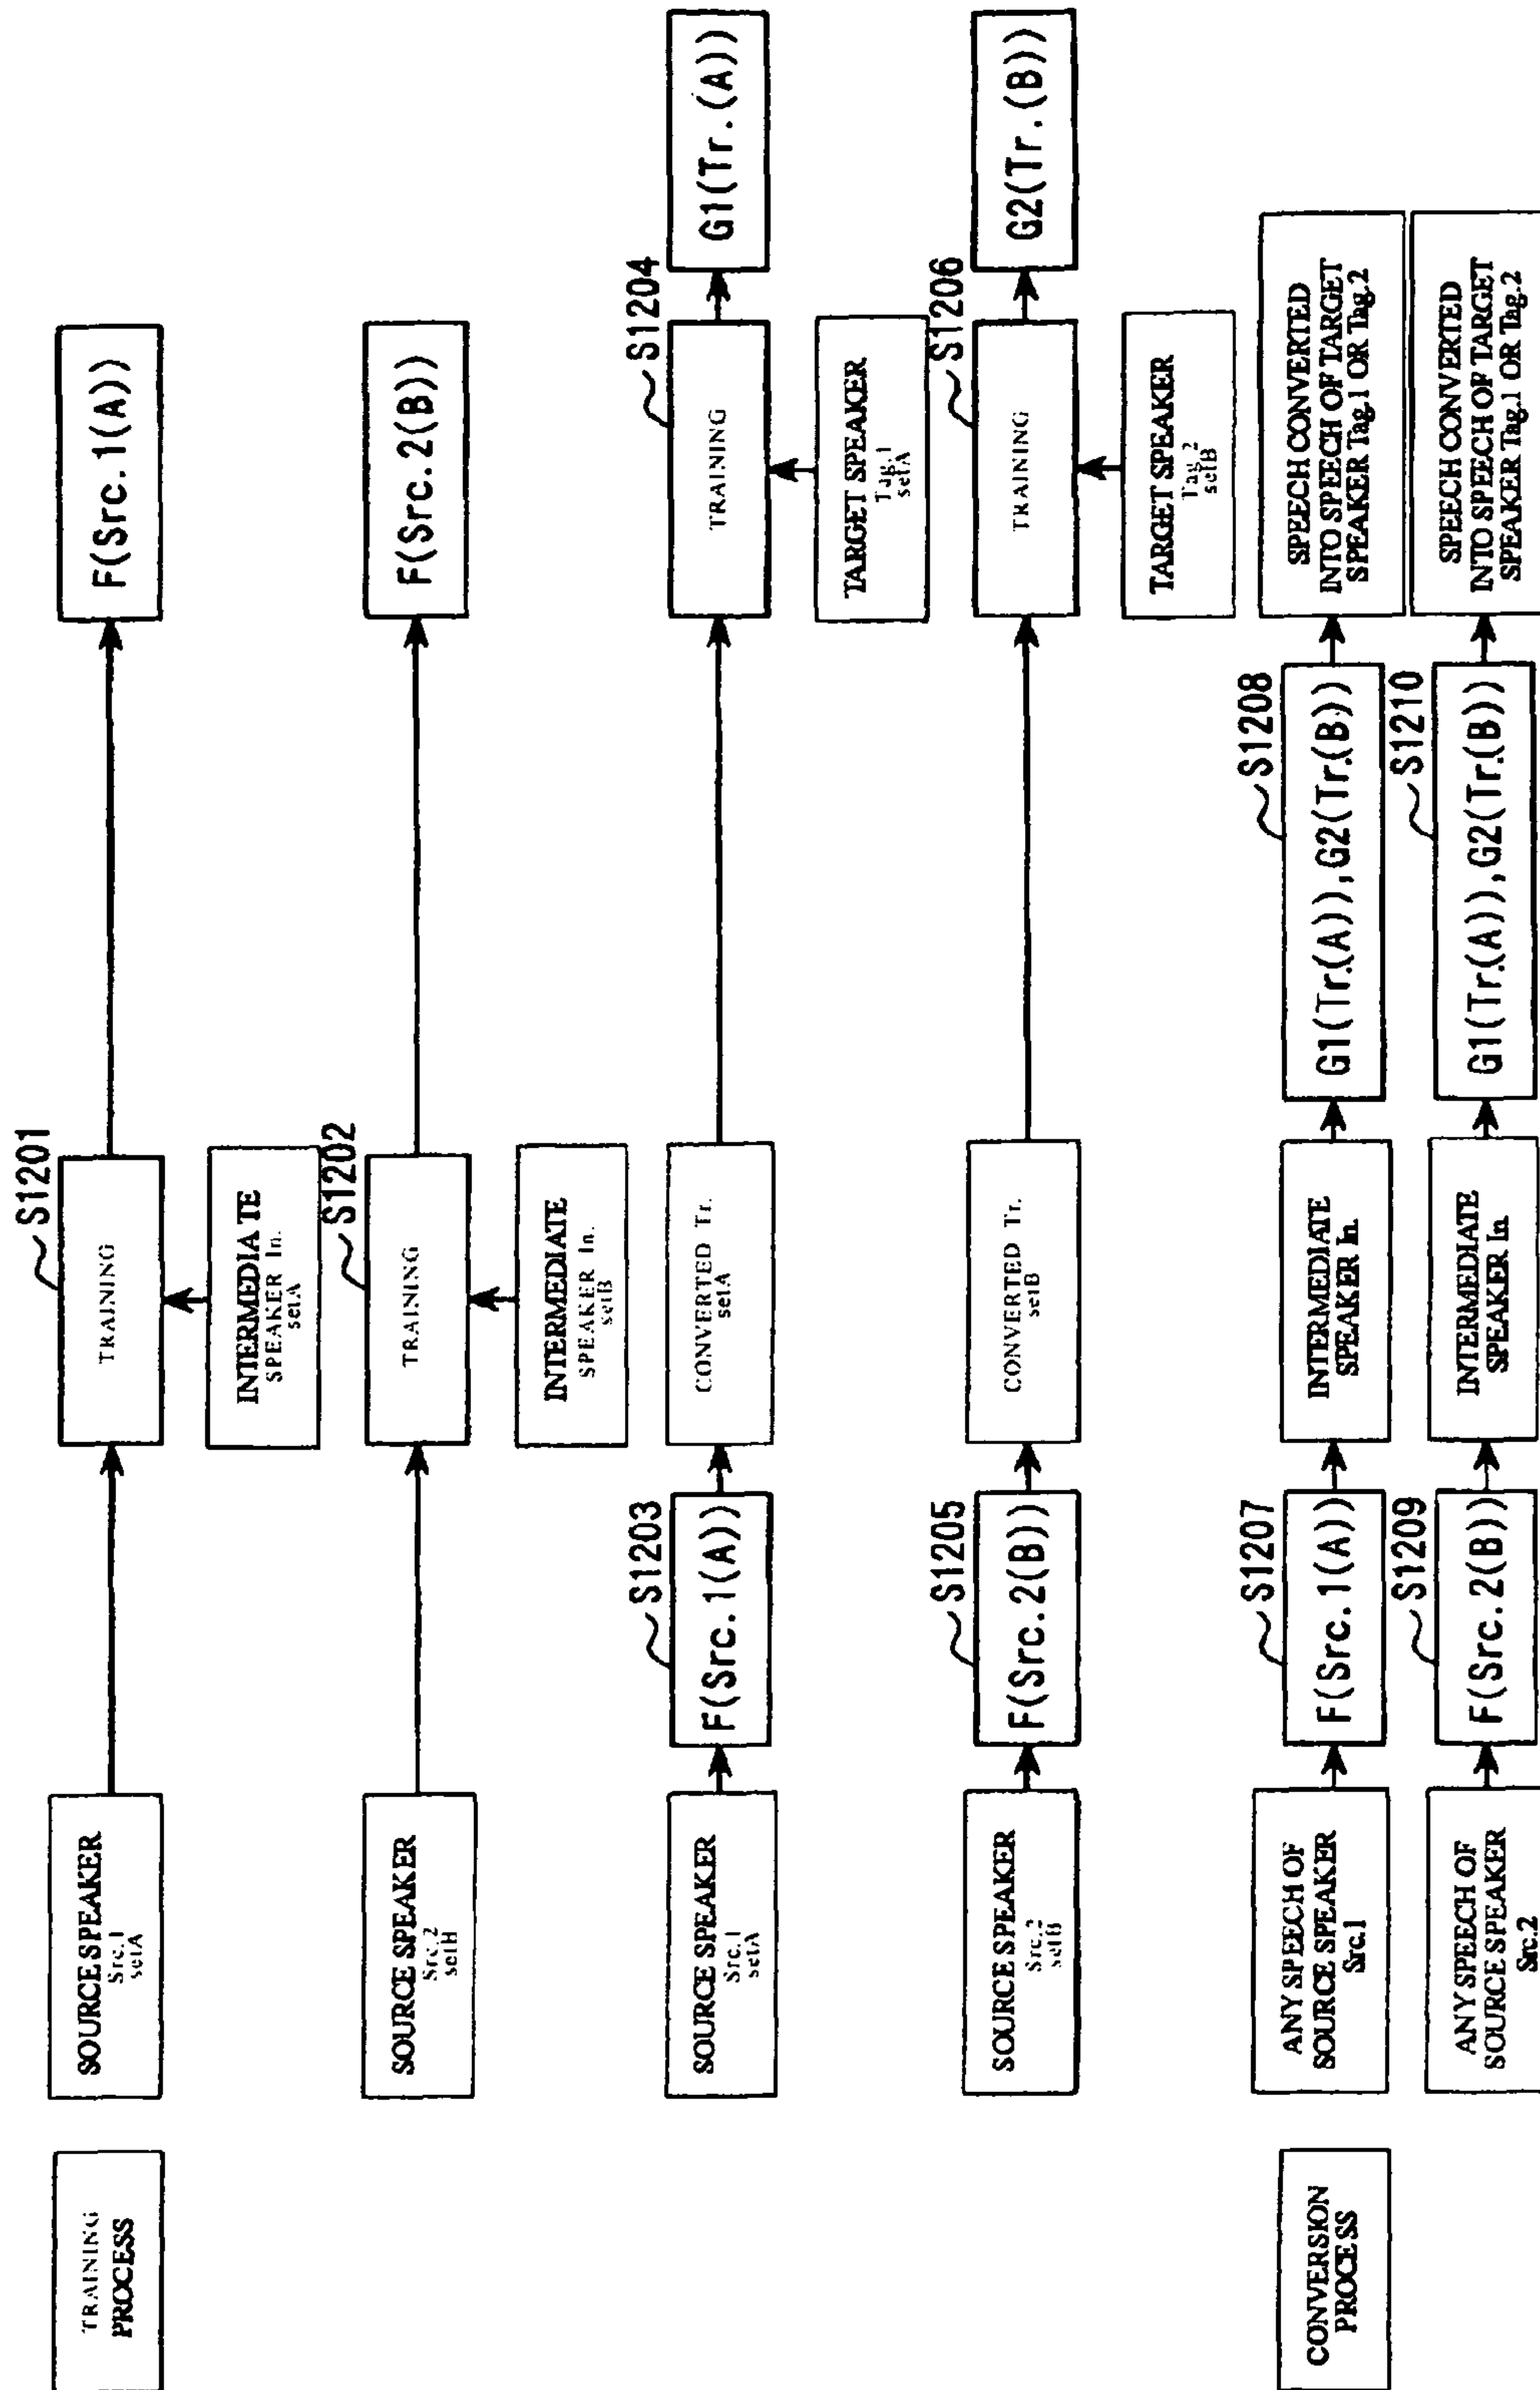 TRAINING
PROCESS
SOURCE SPEAKER
Src.1
setA
S1201
TRAINING
INTERMEDIA TE
SPEAKER In.
setA
F(Src.1(A))
SOURCE SPEAKER
Src.2
setH
S1202
TRAINING
INTERMEDIATE
SPEAKER In.
setB
F(Src.2(B))
SOURCE SPEAKER
Src.1
setA
S1203
F(Src.1(A))
CONVERTED Tr.
setA
S1204
TRAINING
TARGET SPEAKER
Tag.1
setA
G1(Tr.(A))
SOURCE SPEAKER
Src.2
setB
S1205
F(Src.2(B))
CONVERTED Tr.
setB
S1206
TRAINING
TARGET SPEAKER
Tag.2
setB
G2(Tr.(B))
CONVERSION
PROCESS
ANY SPEECH OF
SOURCE SPEAKER
Src.1
S1207
F(Src.1(A))
INTERMEDIATE
SPEAKER In.
S1208
G1(Tr.(A)),G2(Tr.(B))
SPEECH CONVERTED
INTO SPEECH OF TARGET
SPEAKER Tag.1 OR Tag.2
ANY SPEECH OF
SOURCE SPEAKER
Src.2
S1209
F(Src.2(B))
INTERMEDIATE
SPEAKER In
S1210
G1(Tr.(A)),G2(Tr.(B))
SPEECH CONVERTED
INTO SPEECH OF TARGET
SPEAKER Tag.1 OR Tag.2